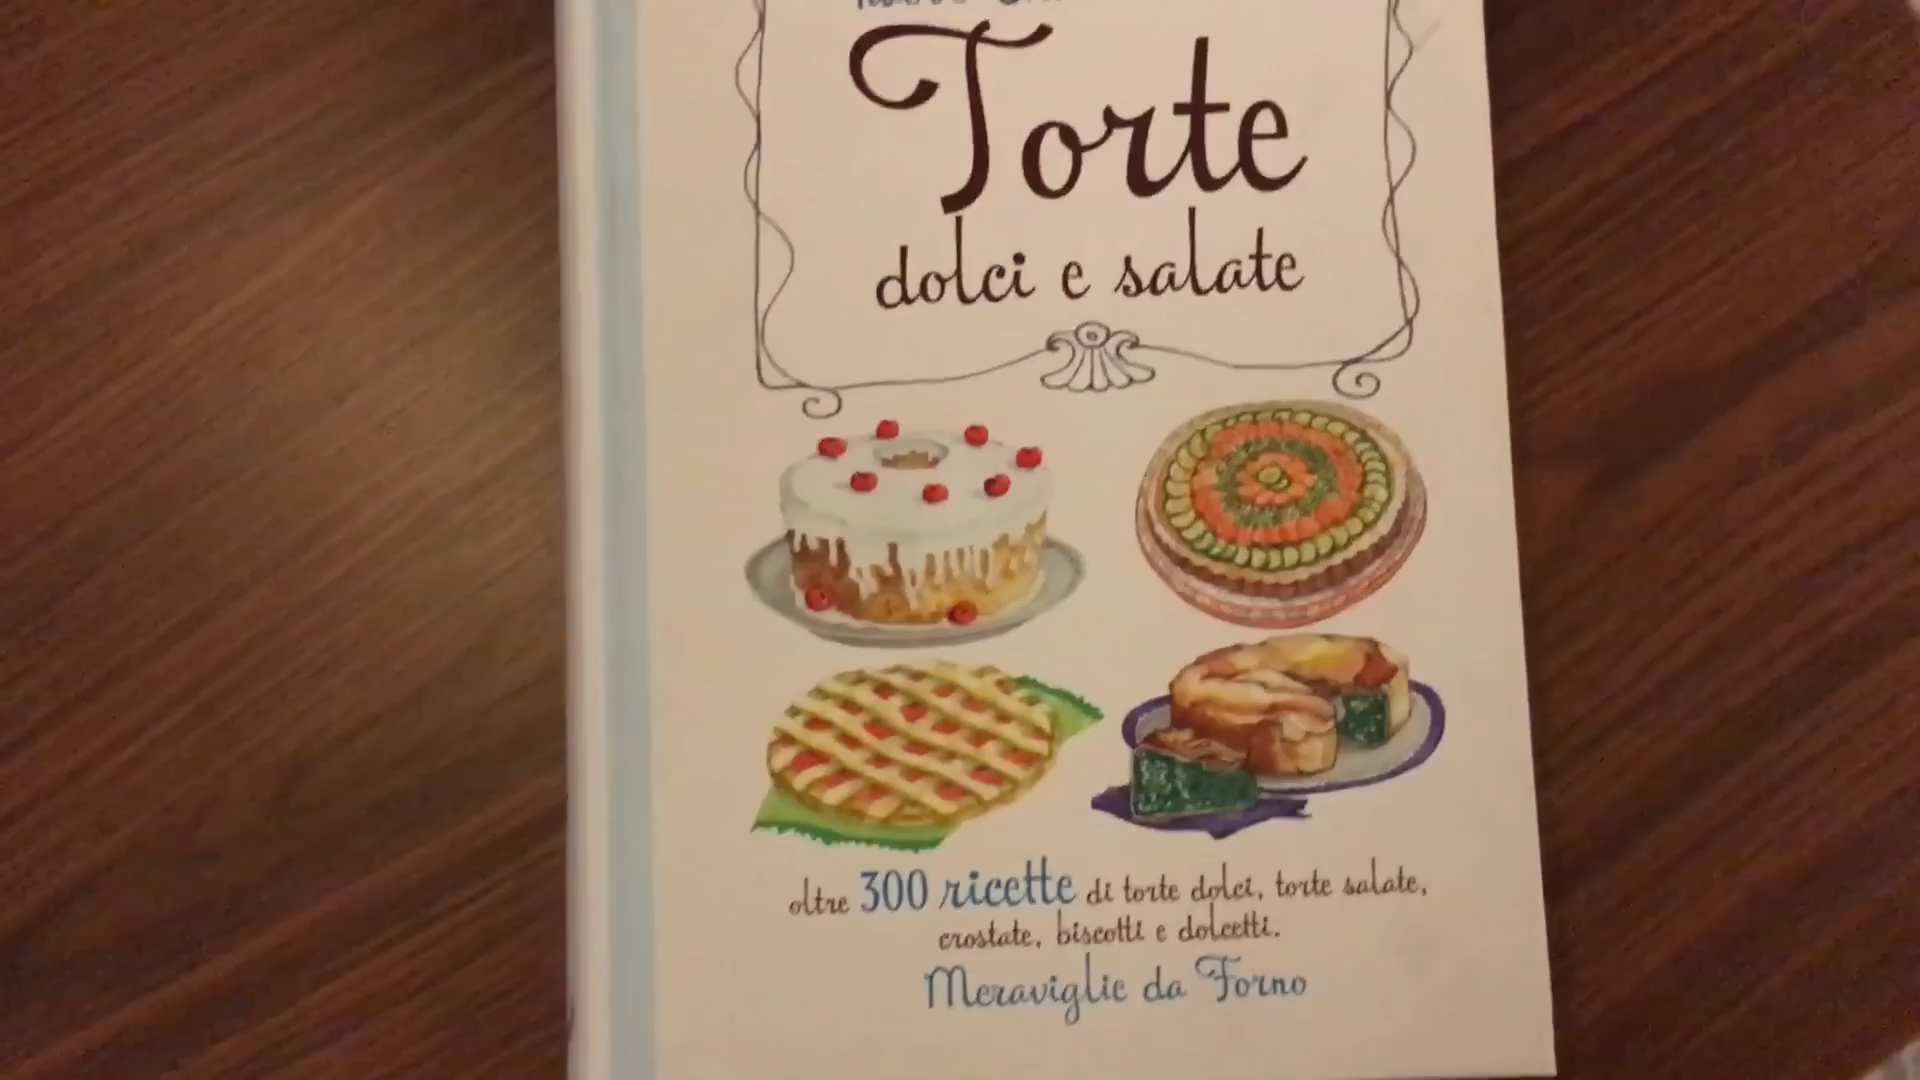 Torte
dolci e salate
oltre 300 ricette di torte dolci, torte salate,
crostate, biscotti e dolcetti.
Meraviglie da Forno